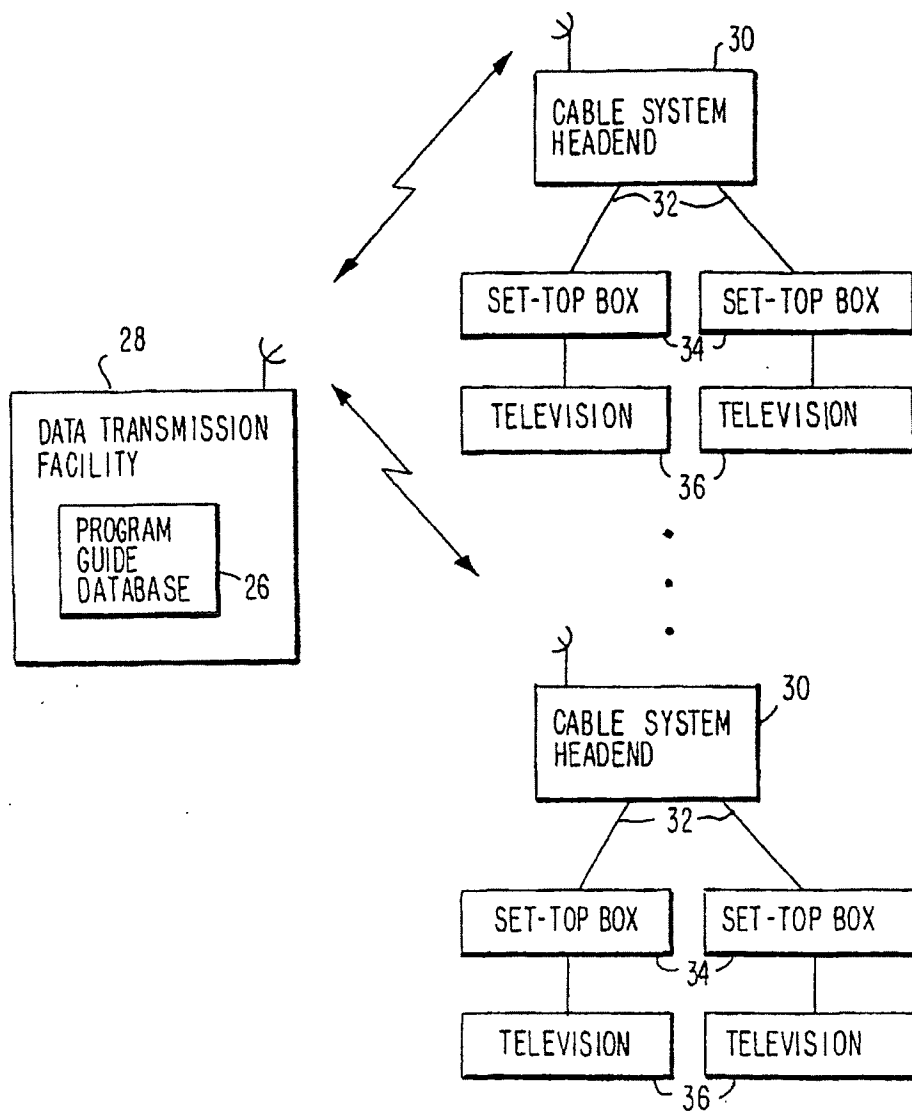 30
CABLE SYSTEM
HEADEND
32
SET-TOP BOX
SET-TOP BOX
34
TELEVISION
TELEVISION
36
28
DATA TRANSMISSION
FACILITY
PROGRAM
GUIDE
DATABASE
26
30
CABLE SYSTEM
HEADEND
32
SET-TOP BOX
SET-TOP BOX
34
TELEVISION
TELEVISION
36